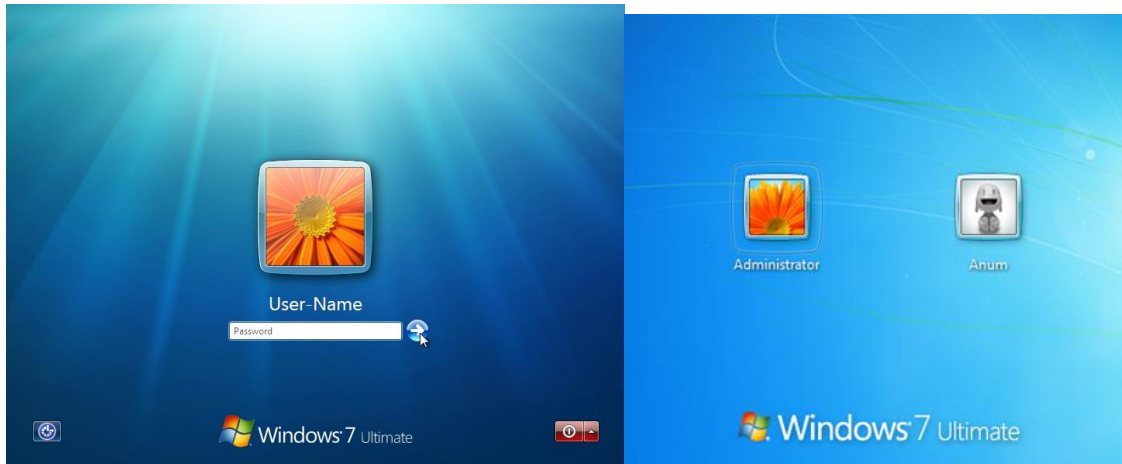 User-Name
Password
Windows 7 Ultimate
Administrator
Anum
Windows 7 Ultimate